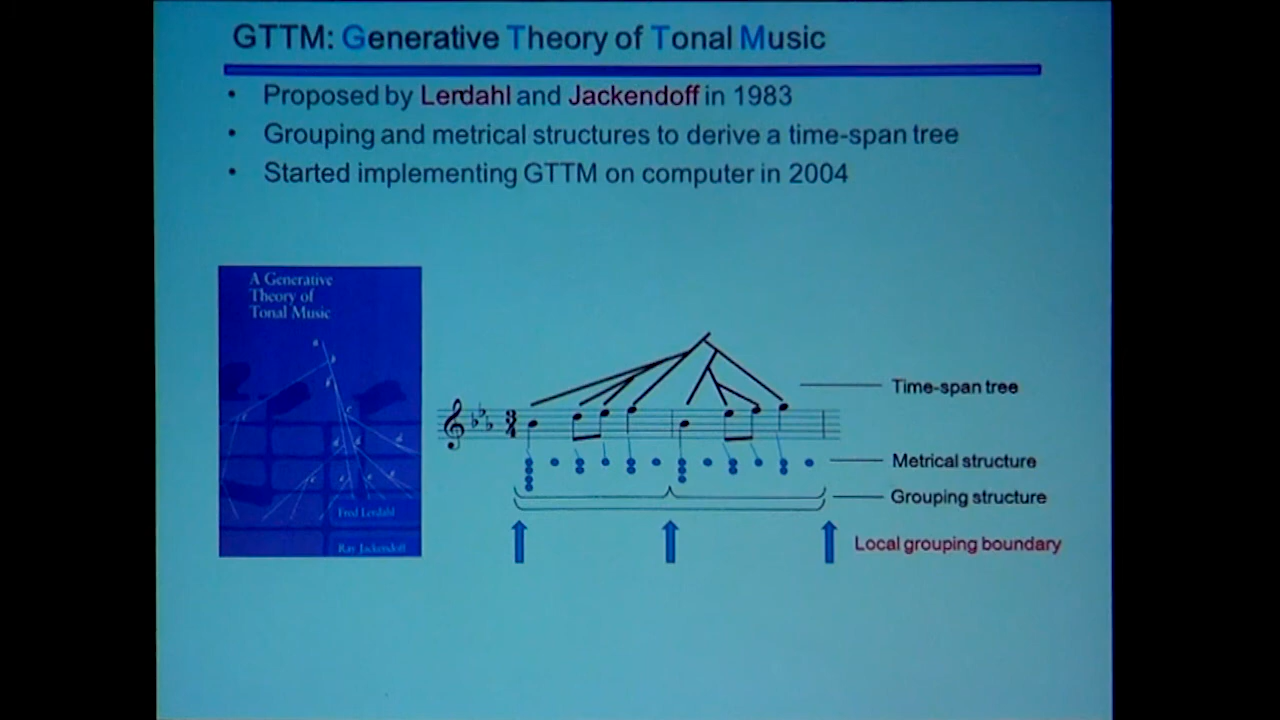 GTTM: Generative Theory of Tonal Music
• Proposed by Lerdahl and Jackendoff in 1983
• Grouping and metrical structures to derive a time-span tree
• Started implementing GTTM on computer in 2004
A Generative
Theory of
Tonal Music
Fred Lerdahl
Ray Jackendoff
3
4
Time-span tree
Metrical structure
Grouping structure
Local grouping boundary